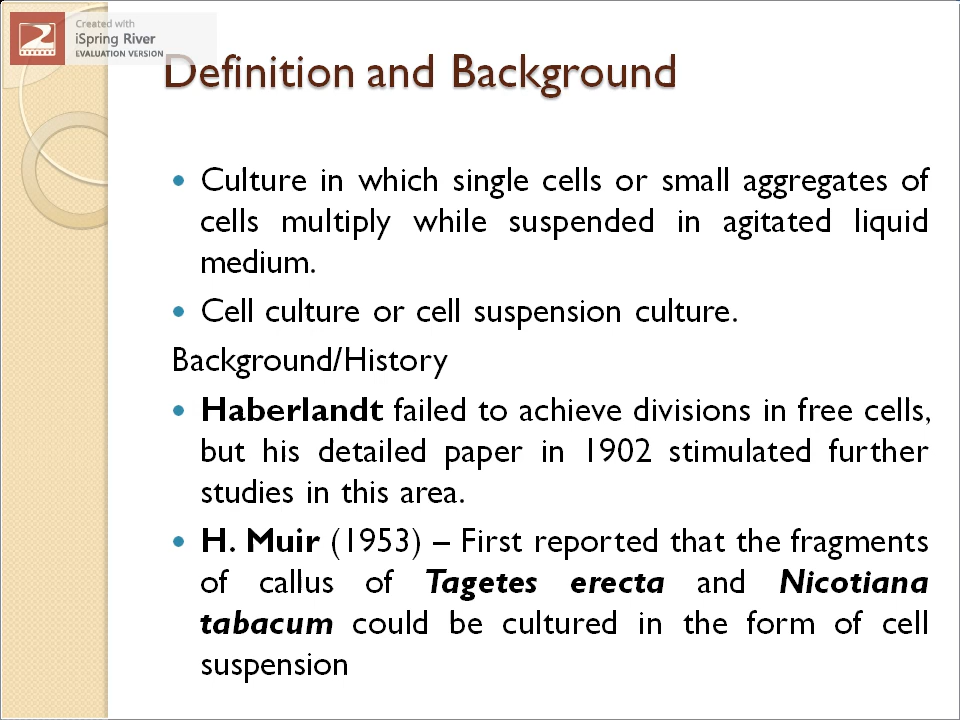 Created with
iSpring River
EVALUATION VERSION
Definition and Background
• Culture in which single cells or small aggregates of
cells multiply while suspended in agitated liquid
medium.
• Cell culture or cell suspension culture.
Background/History
• Haberlandt failed to achieve divisions in free cells,
but his detailed paper in 1902 stimulated further
studies in this area.
• H. Muir (1953) – First reported that the fragments
of callus of Tagetes erecta and Nicotiana
tabacum could be cultured in the form of cell
suspension